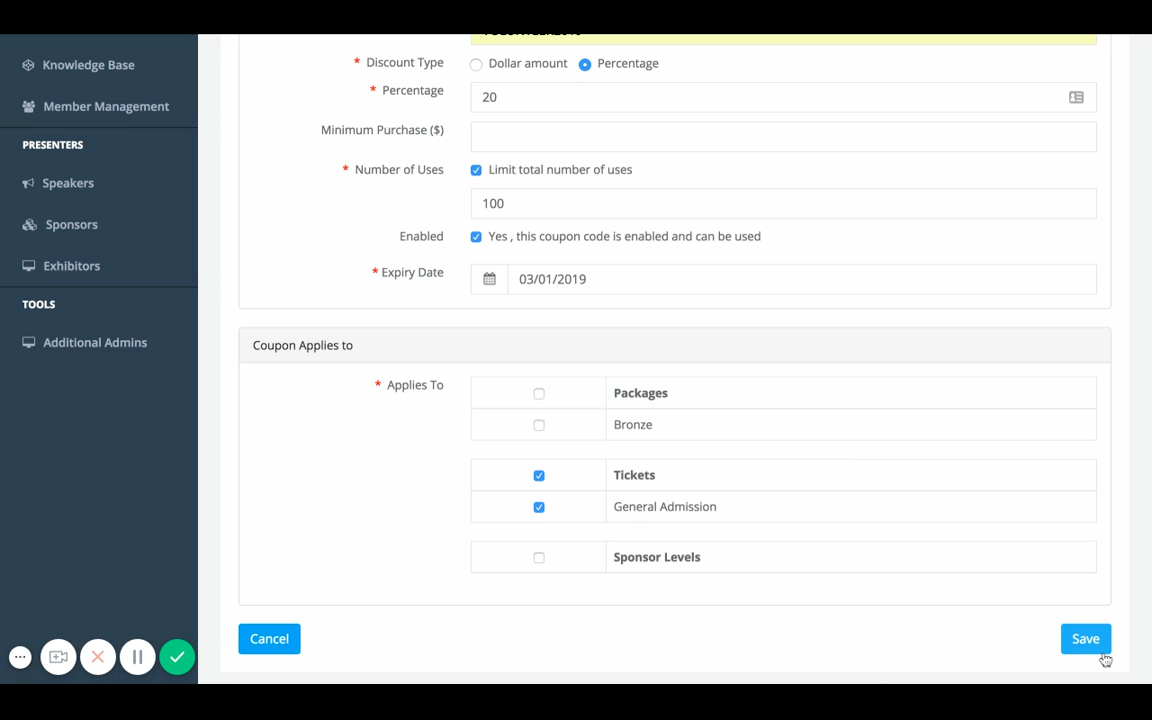 Knowledge Base
Member Management
PRESENTERS
Speakers
Sponsors
Exhibitors
TOOLS
Additional Admins
* Discount Type Dollar amount Percentage
* Percentage 20
Minimum Purchase ($)
* Number of Uses Limit total number of uses
100
Enabled Yes , this coupon code is enabled and can be used
* Expiry Date 03/01/2019
Coupon Applies to
* Applies To
Packages
Bronze
Tickets
General Admission
Sponsor Levels
Cancel
Save